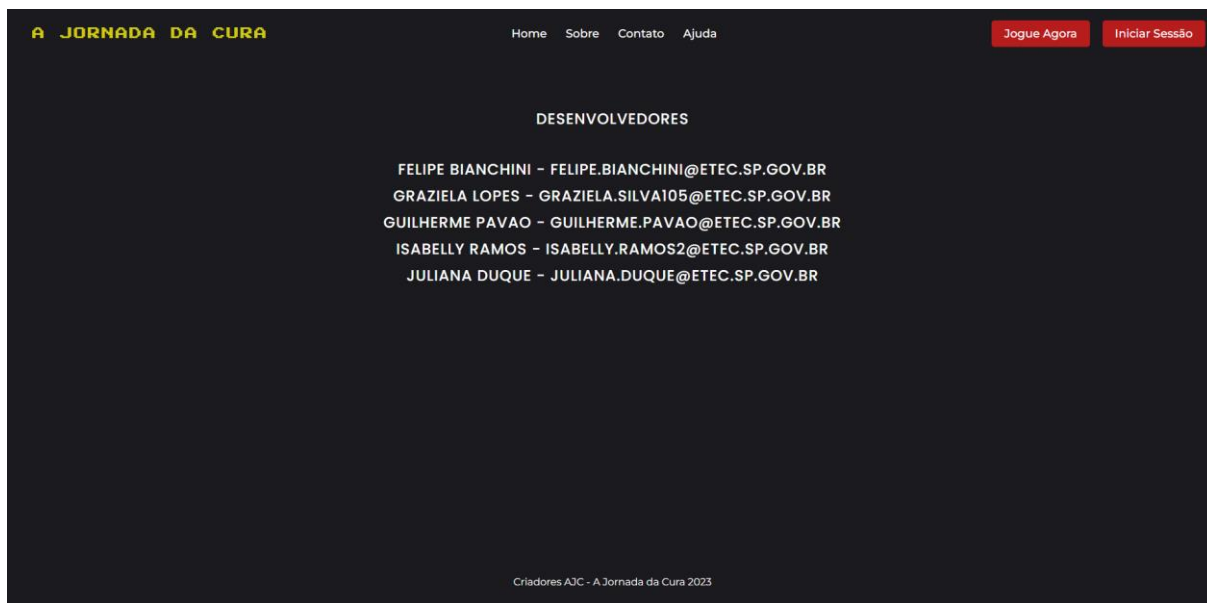 A JORNADA DA CURA
Home Sobre Contato Ajuda
Jogue Agora Iniciar Sessão
DESENVOLVEDORES
FELIPE BIANCHINI - FELIPE.BIANCHINI@ETEC.SP.GOV.BR
GRAZIELA LOPES - GRAZIELA.SILVA105@ETEC.SP.GOV.BR
GUILHERME PAVAO - GUILHERME.PAVAO@ETEC.SP.GOV.BR
ISABELLY RAMOS - ISABELLY.RAMOS2@ETEC.SP.GOV.BR
JULIANA DUQUE - JULIANA.DUQUE@ETEC.SP.GOV.BR
Criadores AJC - A Jornada da Cura 2023